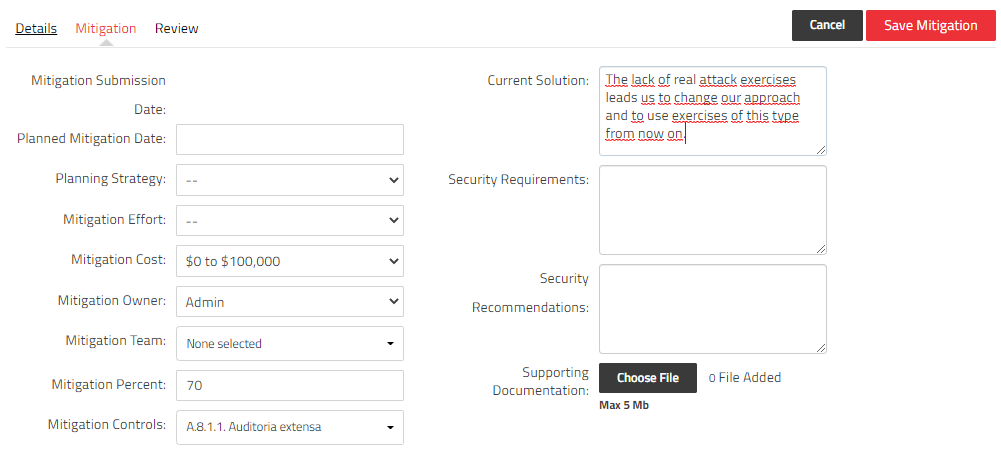 Details Mitigation Review Cancel Save Mitigation
Mitigation Submission
Date:
Planned Mitigation Date:
Planning Strategy: --
Mitigation Effort: --
Mitigation Cost: $0 to $100,000
Mitigation Owner: Admin
Mitigation Team: None selected
Mitigation Percent: 70
Mitigation Controls: A.8.1.1. Auditoria extensa
Current Solution:
The lack of real attack exercises
leads us to change our approach
and to use exercises of this type
from now on.
Security Requirements:
Security
Recommendations:
Supporting
Documentation:
Choose File 0 File Added
Max 5 Mb